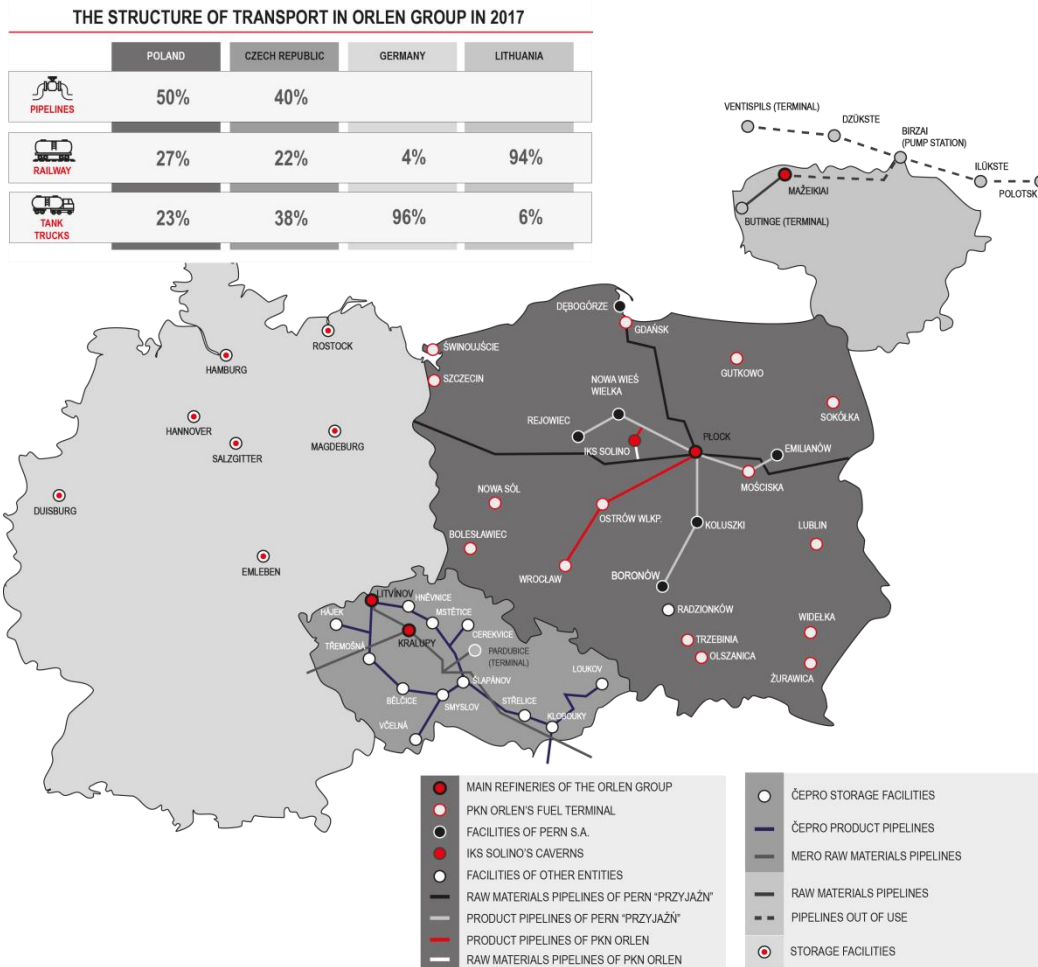 THE STRUCTURE OF TRANSPORT IN ORLEN GROUP IN 2017
POLAND CZECH REPUBLIC GERMANY LITHUANIA
PIPELINES 50% 40%
RAILWAY 27% 22% 4% 94%
TANK
TRUCKS
23% 38% 96% 6%
VENTISPILS (TERMINAL)
DZŪKSTE
BIRZAI
(PUMP STATION)
ILŪKSTE
POLOTSK
MAŽEIKIAI
BUTINGE (TERMINAL)
ROSTOCK
HAMBURG
HANNOVER
SALZGITTER
MAGDEBURG
DUISBURG
EMLEBEN
DĘBOGÓRZE
GDAŃSK
ŚWINOUJŚCIE
SZCZECIN
GUTKOWO
NOWA WIEŚ
WIELKA
REJOWIEC
SOKÓŁKA
PŁOCK
IKS SOLINO
EMILIANÓW
MOŚCISKA
NOWA SÓL
OSTRÓW WLKP.
KOLUSZKI
LUBLIN
BOLESŁAWIEC
WROCŁAW
BORONÓW
RADZIONKÓW
WIDEŁKA
TRZEBINIA
OLSZANICA
ŻURAWICA
LITVÍNOV
HNĚVNICE
HÁJEK
MSTĚTICE
CEREKVICE
TŘEMOŠNÁ
KRALUPY
PARDUBICE
(TERMINAL)
LOUKOV
ŠLAPÁNOV
BĚLČICE
SMYSLOV
STŘELICE
VČELNÁ
KLOBOUKY
MAIN REFINERIES OF THE ORLEN GROUP
PKN ORLEN'S FUEL TERMINAL
FACILITIES OF PERN S.A.
IKS SOLINO'S CAVERNS
FACILITIES OF OTHER ENTITIES
RAW MATERIALS PIPELINES OF PERN "PRZYJAŹN"
PRODUCT PIPELINES OF PERN "PRZYJAŹŃ"
PRODUCT PIPELINES OF PKN ORLEN
RAW MATERIALS PIPELINES OF PKN ORLEN
ČEPRO STORAGE FACILITIES
ČEPRO PRODUCT PIPELINES
MERO RAW MATERIALS PIPELINES
RAW MATERIALS PIPELINES
PIPELINES OUT OF USE
STORAGE FACILITIES